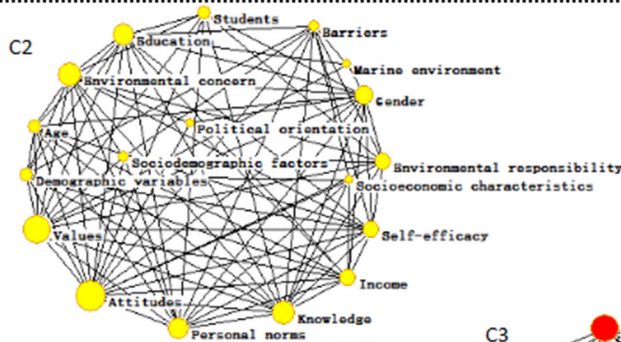 Students
Barriers
Education
C2
Marine environment
Environmental concern
Gender
Political orientation
Age
Sociodemographic factors
Environmental responsibility
Demographic variables
Socioeconomic characteristics
Values
Self-efficacy
Income
Attitudes
Knowledge
Personal norms
C3